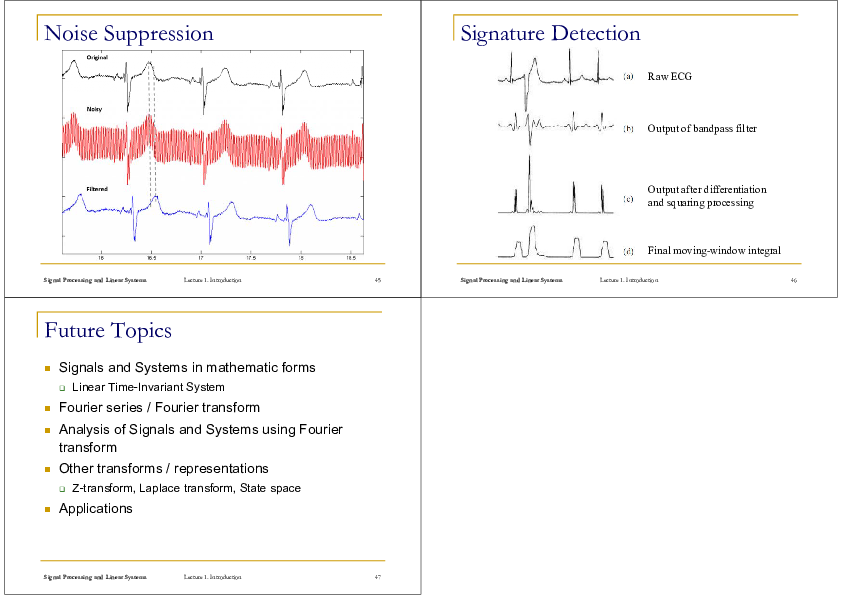 Noise Suppression
Original
Noisy
Filtered
16 16.5 17 17.5 18 18.5
Signal Processing and Linear Systems Lecture 1. Introduction 45
Signature Detection
(a) Raw ECG
(b) Output of bandpass filter
(c) Output after differentiation
and squaring processing
(d) Final moving-window integral
Signal Processing and Linear Systems Lecture 1. Introduction 46
Future Topics
Signals and Systems in mathematic forms
Linear Time-Invariant System
Fourier series / Fourier transform
Analysis of Signals and Systems using Fourier
transform
Other transforms / representations
Z-transform, Laplace transform, State space
Applications
Signal Processing and Linear Systems Lecture 1. Introduction 47